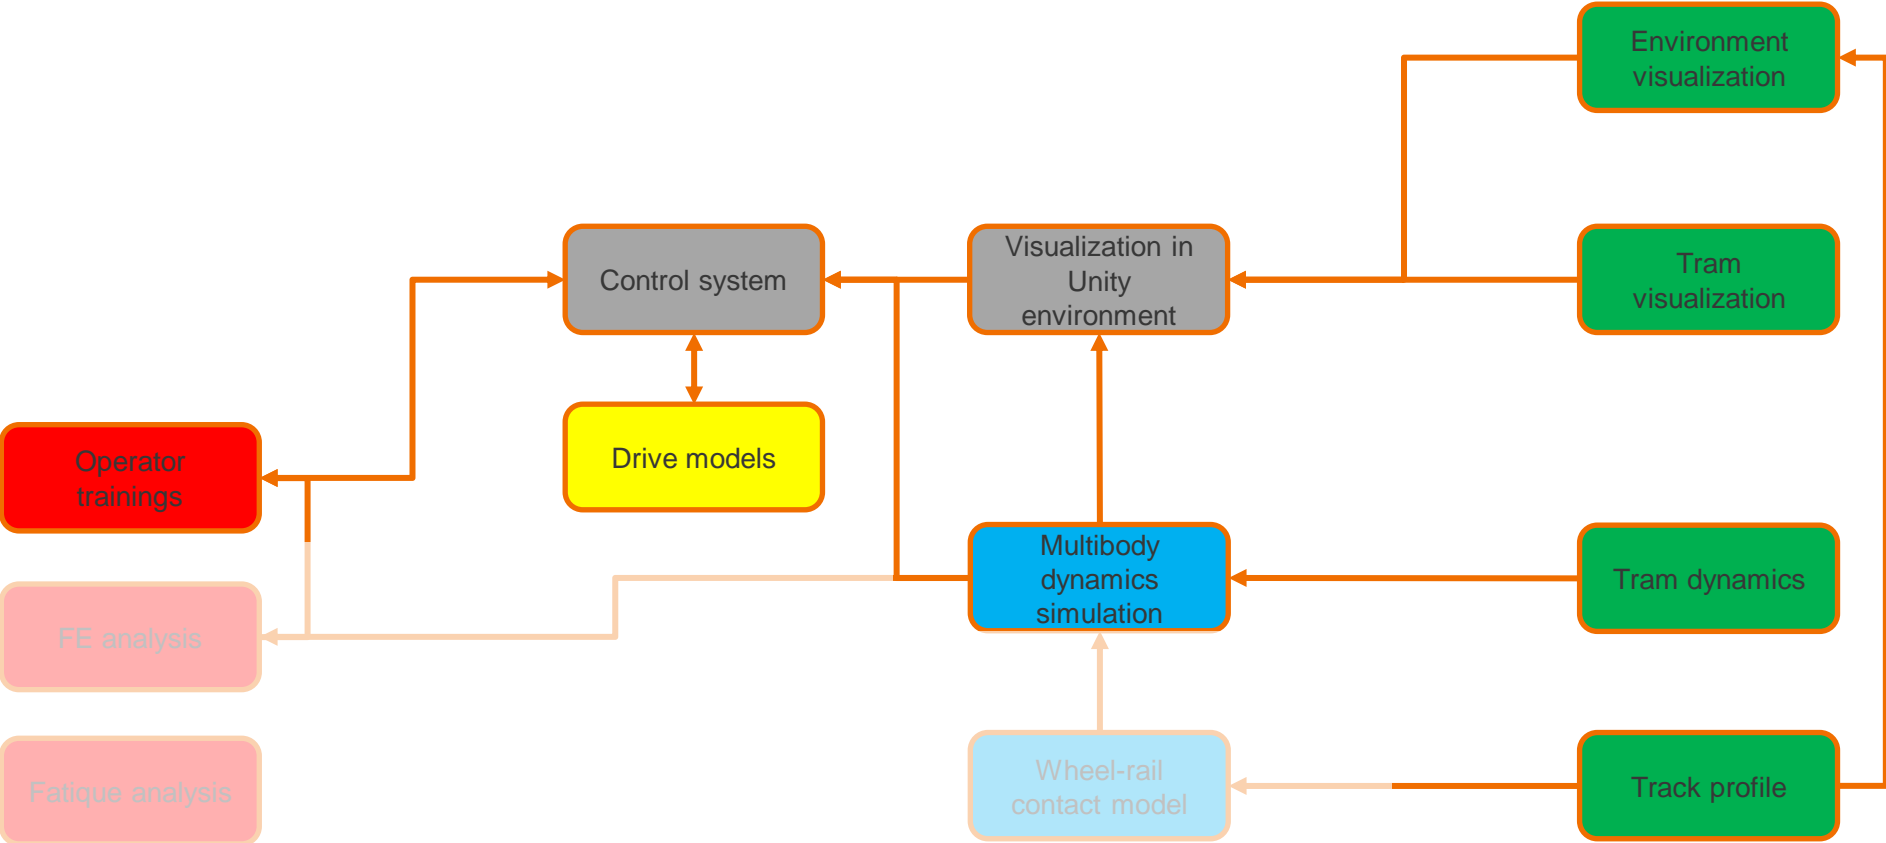 Environment
visualization
Control system
Visualization in
Unity
environment
Tram
visualization
Operator
trainings
Drive models
Multibody
dynamics
simulation
Tram dynamics
FE analysis
Fatique analysis
Wheel-rail
contact model
Track profile